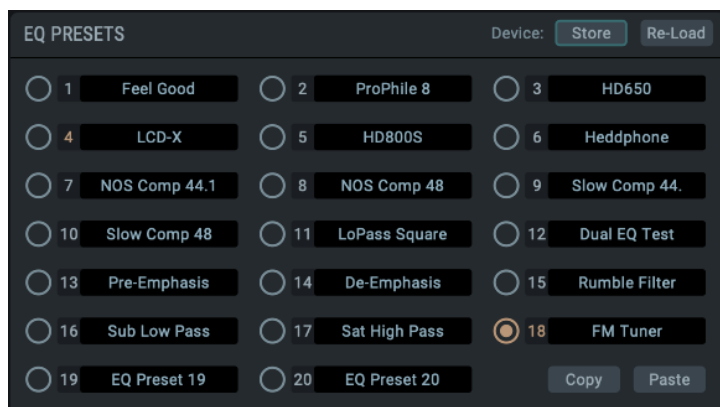 EQ PRESETS Device: Store Re-Load
1 Feel Good 2 ProPhile 8 3 HD650
4 LCD-X 5 HD800S 6 Heddphone
7 NOS Comp 44.1 8 NOS Comp 48 9 Slow Comp 44.
10 Slow Comp 48 11 LoPass Square 12 Dual EQ Test
13 Pre-Emphasis 14 De-Emphasis 15 Rumble Filter
16 Sub Low Pass 17 Sat High Pass 18 FM Tuner
19 EQ Preset 19 20 EQ Preset 20 Copy Paste